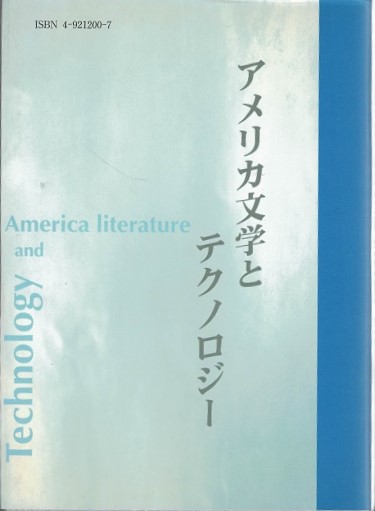 ISBN 4-921200-7
アメリカ文学と
テクノロジー
America literature
and
Technology